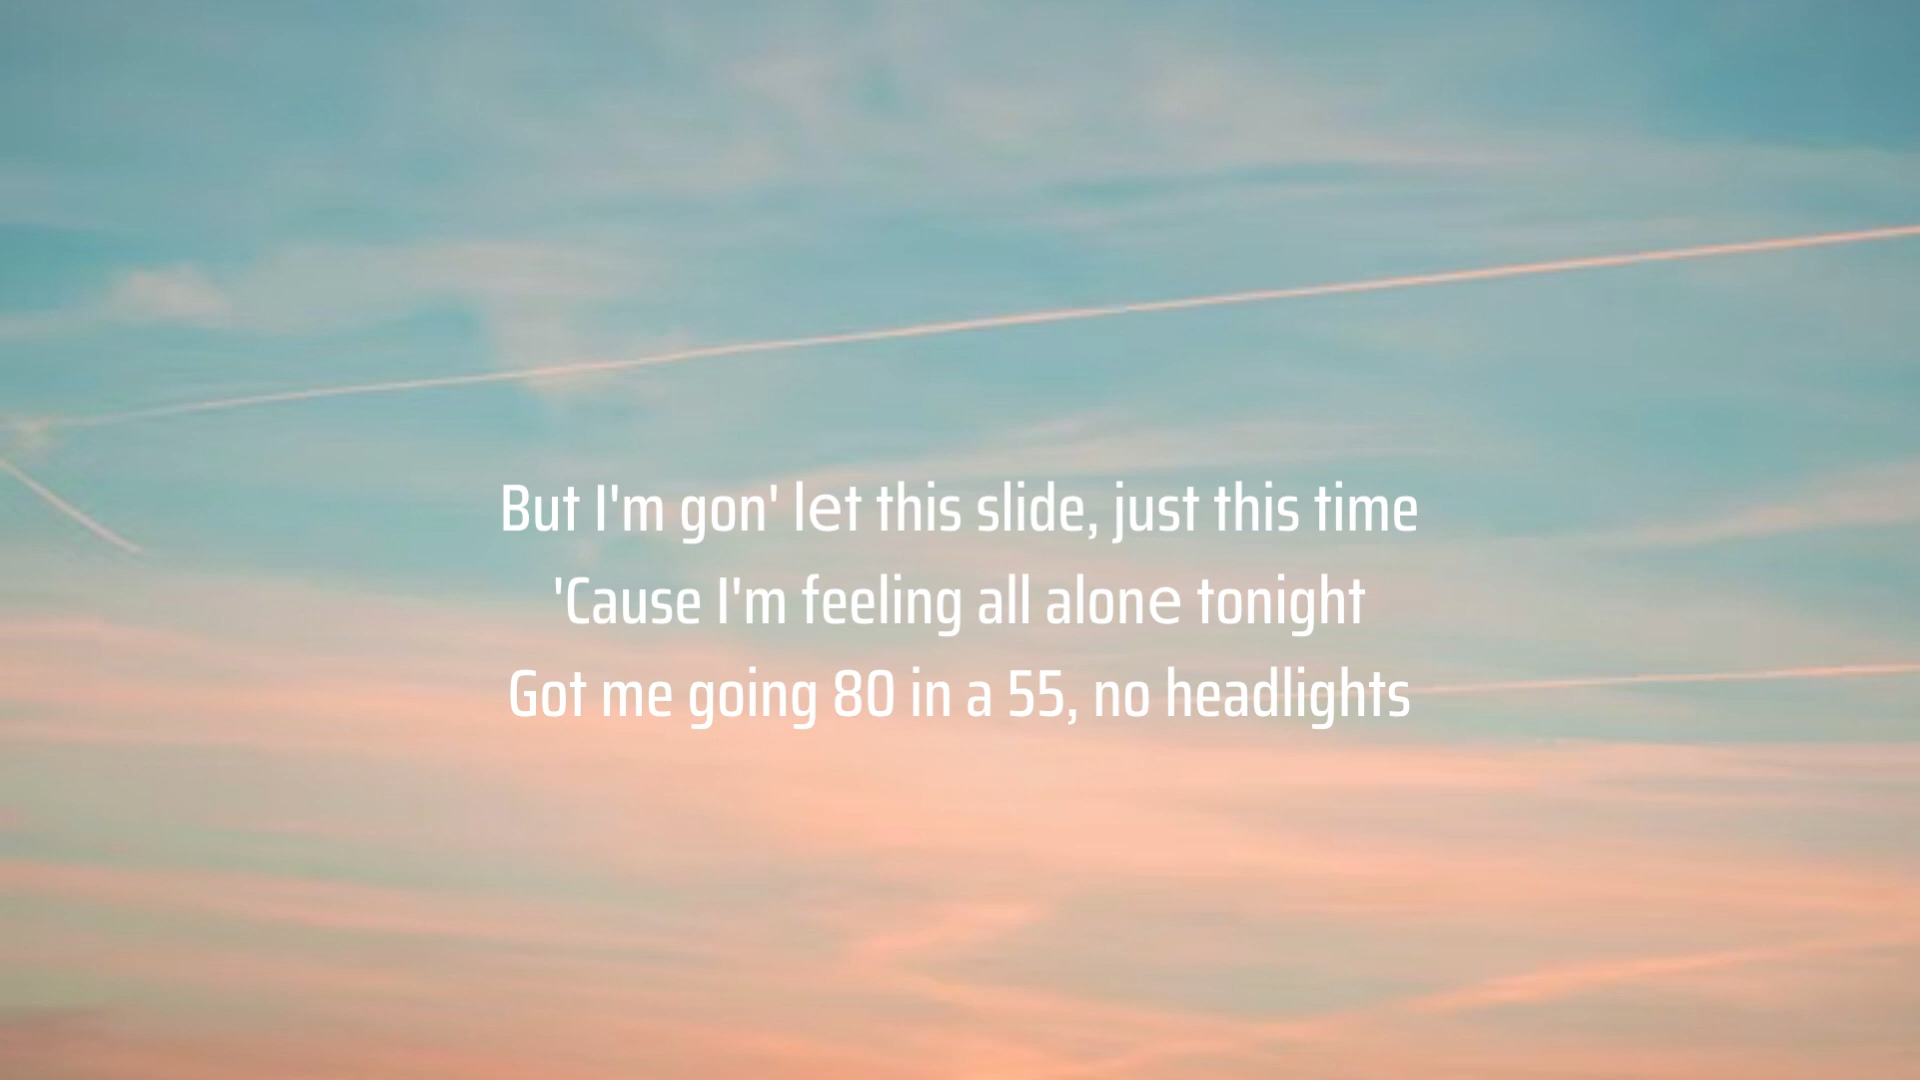 But I'm gon' let this slide, just this time
'Cause I'm feeling all alone tonight
Got me going 80 in a 55, no headlights